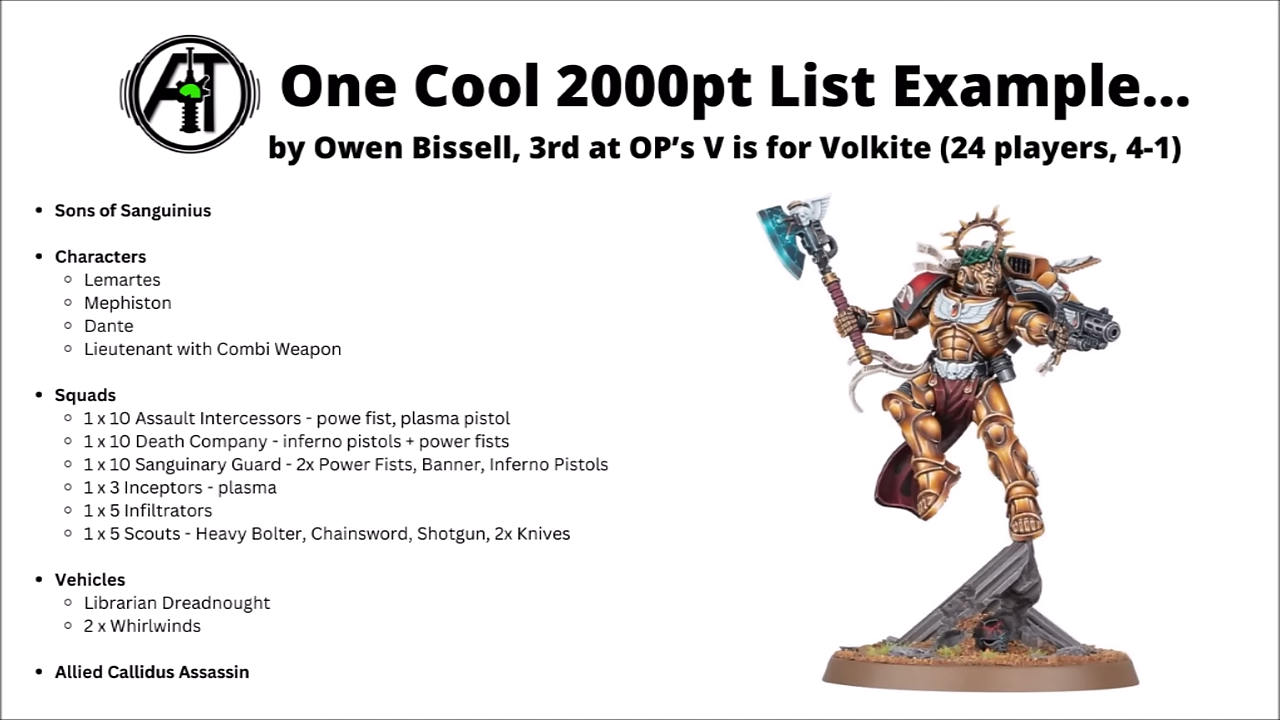 AT
One Cool 2000pt List Example...
by Owen Bissell, 3rd at OP's V is for Volkite (24 players, 4-1)
Sons of Sanguinius
Characters
Lemartes
Mephiston
Dante
Lieutenant with Combi Weapon
Squads
1 x 10 Assault Intercessors - powe fist, plasma pistol
1 x 10 Death Company - inferno pistols + power fists
1 x 10 Sanguinary Guard - 2x Power Fists, Banner, Inferno Pistols
1 x 3 Inceptors - plasma
1 x 5 Infiltrators
1 x 5 Scouts - Heavy Bolter, Chainsword, Shotgun, 2x Knives
Vehicles
Librarian Dreadnought
2 x Whirlwinds
Allied Callidus Assassin